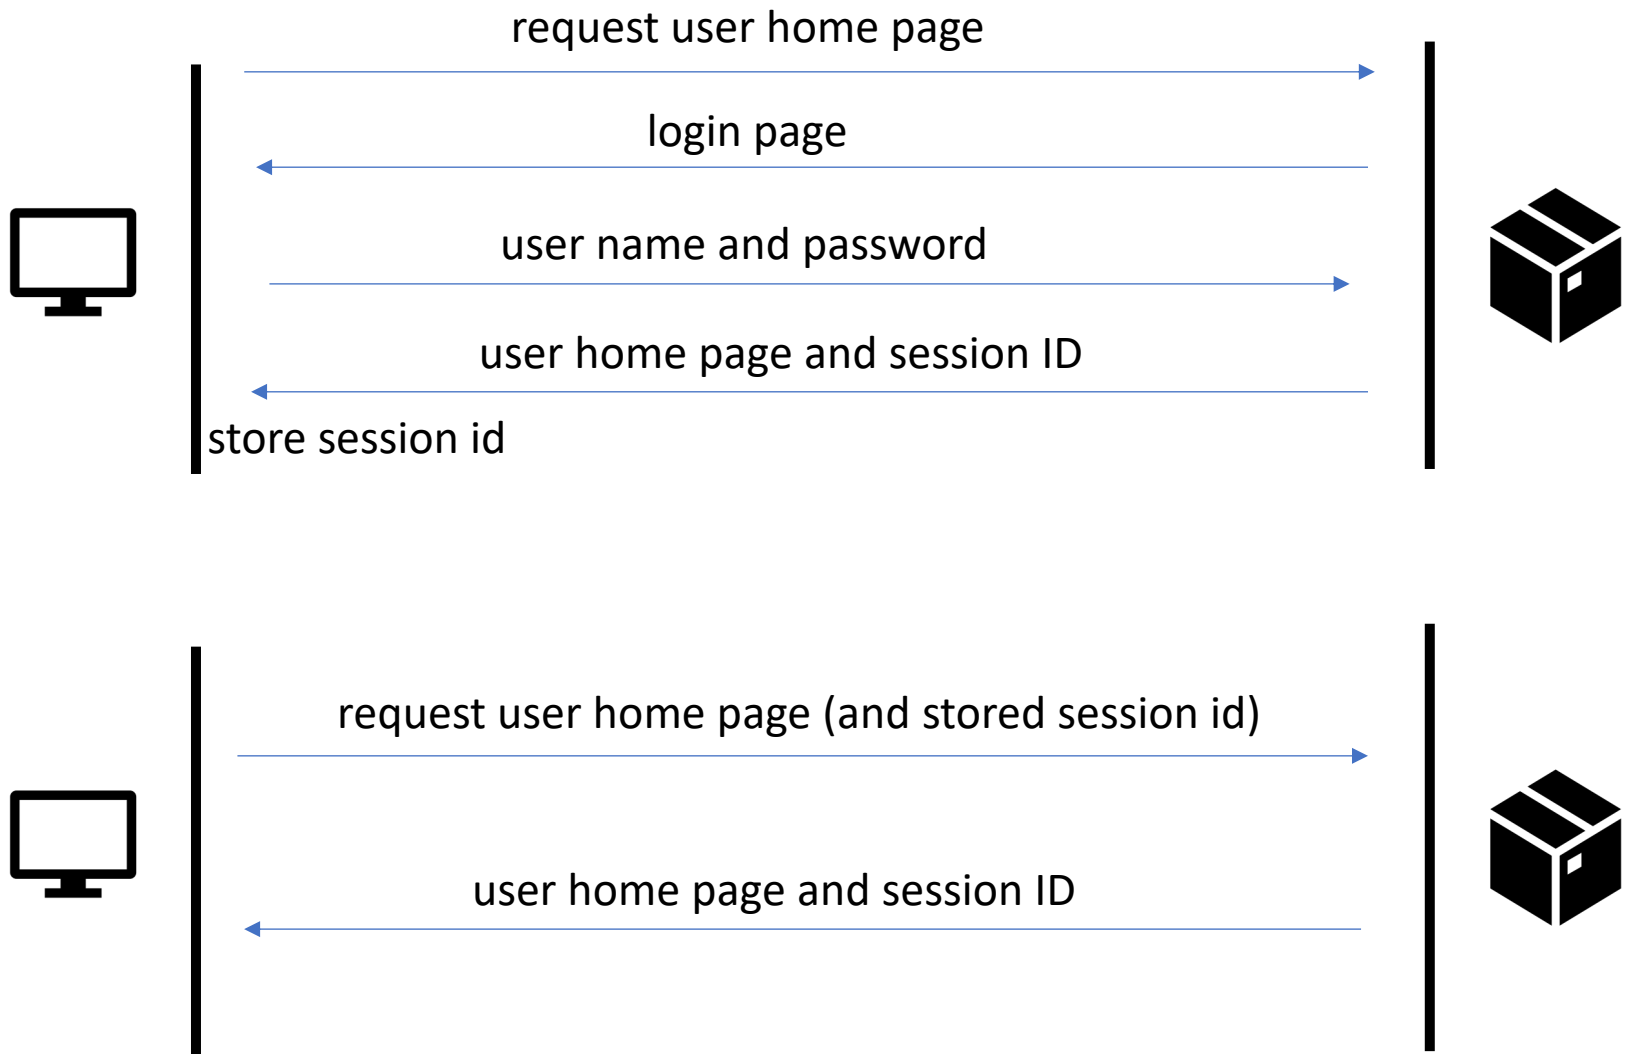 request user home page
login page
user name and password
user home page and session ID
store session id
request user home page (and stored session id)
user home page and session ID